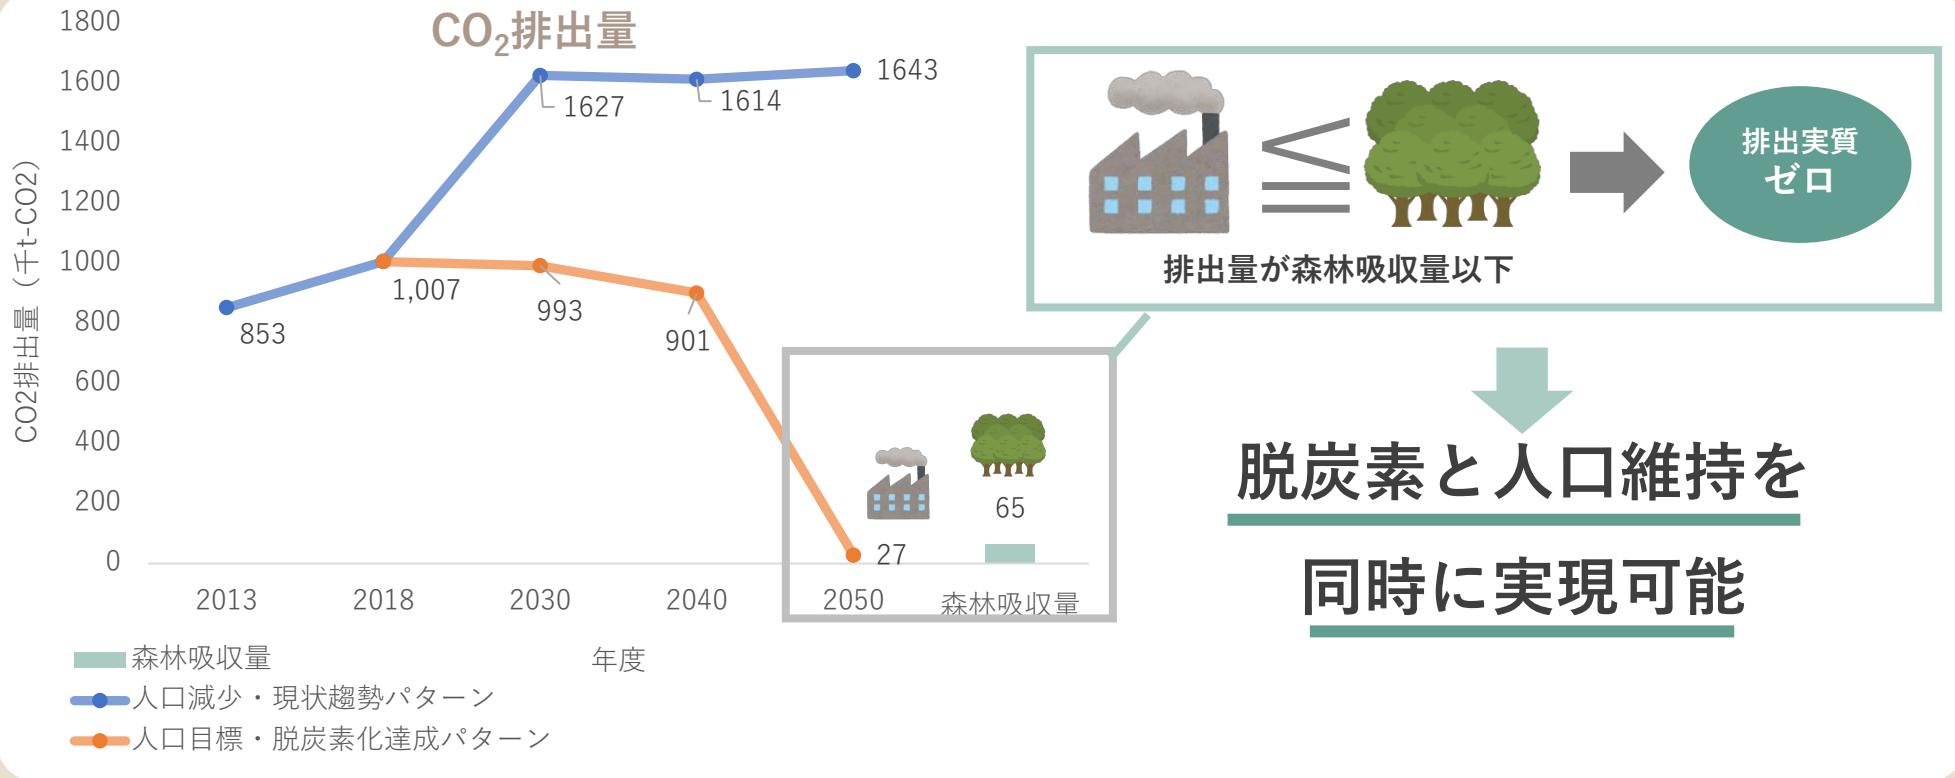 CO2排出量
CO2排出量（千t-CO2）
1800
1600
1400
1200
1000
800
600
400
200
0
1627
1614
1643
853
1,007
993
901
27
65
2013
2018
2030
2040
2050
森林吸収量
年度
森林吸収量
人口減少・現状趨勢パターン
人口目標・脱炭素化達成パターン
≦
排出量が森林吸収量以下
排出実質
ゼロ
脱炭素と人口維持を
同時に実現可能